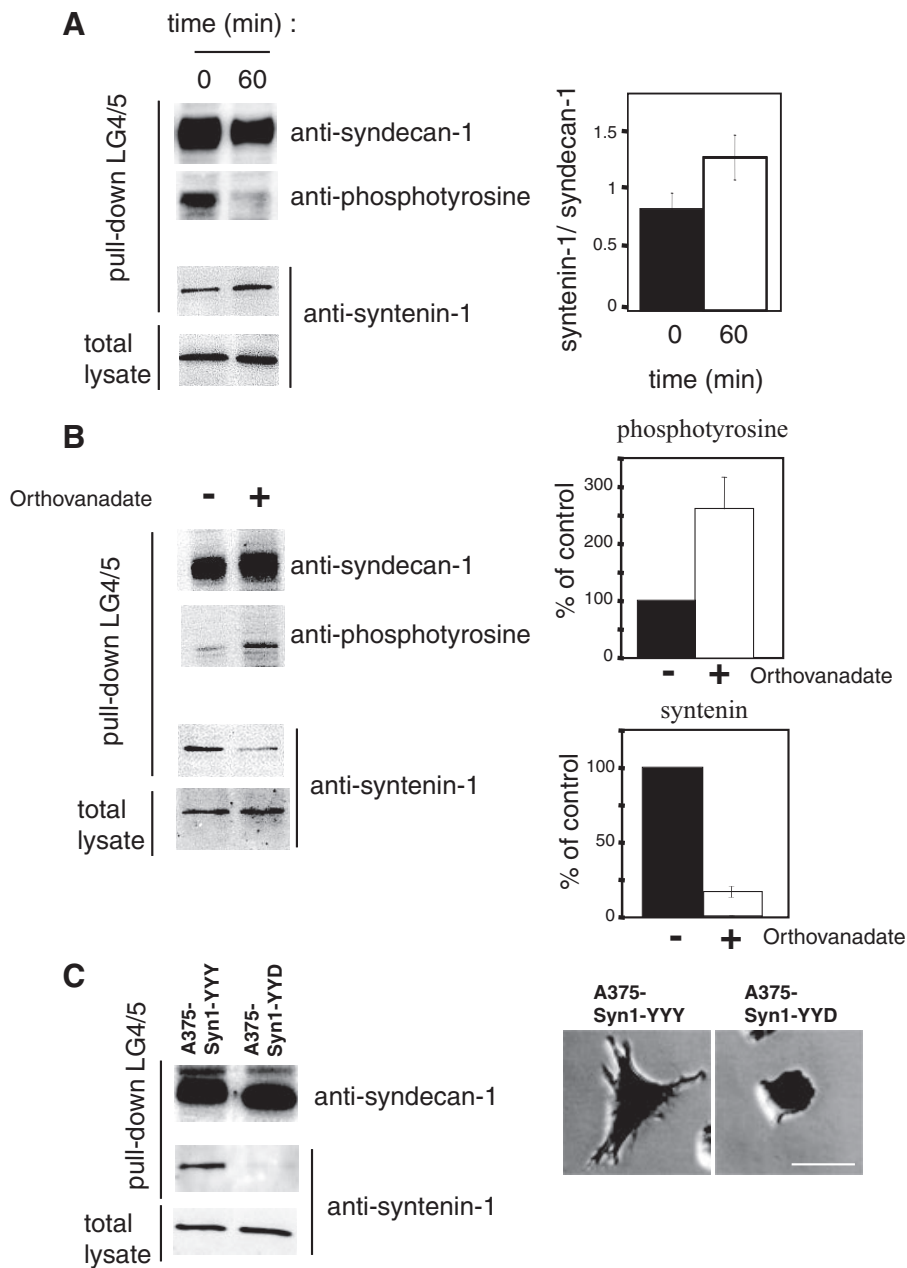 A
time (min) :
0 60
pull-down LG4/5
anti-syndecan-1
anti-phosphotyrosine
anti-syntenin-1
total
lysate
syntenin-1/ syndecan-1
1.5
1
0.5
0
0 60
time (min)
B
Orthovanadate - +
pull-down LG4/5
anti-syndecan-1
anti-phosphotyrosine
anti-syntenin-1
total
lysate
phosphotyrosine
% of control
300
200
100
0
- + Orthovanadate
syntenin
% of control
100
50
0
- + Orthovanadate
C
A375-
Syn1-YYY
A375-
Syn1-YYD
pull-down LG4/5
anti-syndecan-1
anti-syntenin-1
total
lysate
A375-
Syn1-YYY
A375-
Syn1-YYD